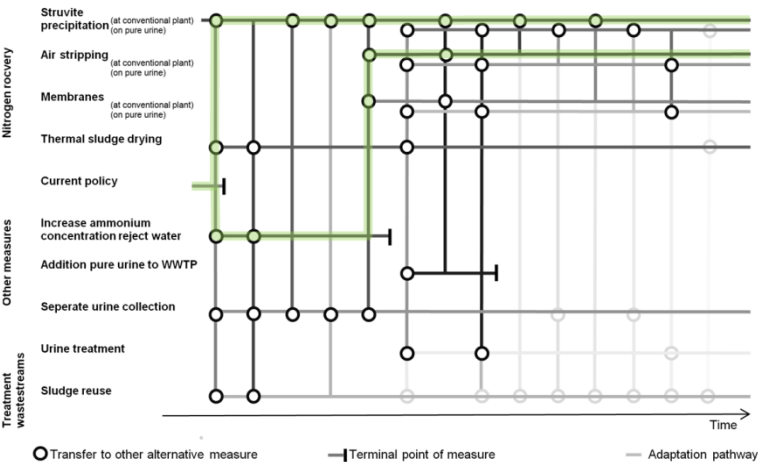 Nitrogen rocvery
Other measures
Treatment
wastestreams
Struvite
precipitation (at conventional plant)
(on pure urine)
Air stripping
(at conventional plant)
(on pure urine)
Membranes
(at conventional plant)
(on pure urine)
Thermal sludge drying
Current policy
Increase ammonium
concentration reject water
Addition pure urine to WWTP
Seperate urine collection
Urine treatment
Sludge reuse
Time
Transfer to other alternative measure
Terminal point of measure
Adaptation pathway